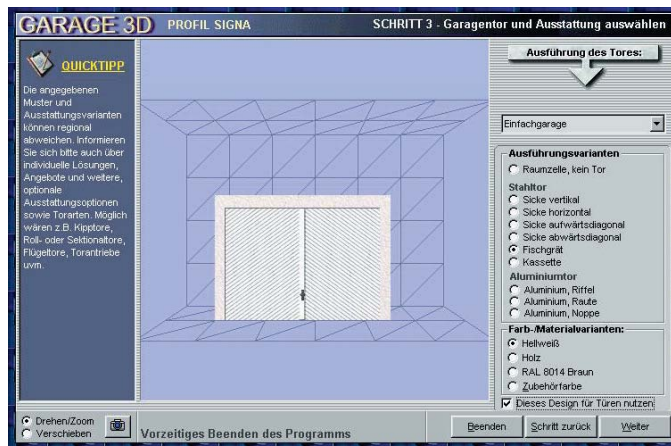 GARAGE 3D PROFIL SIGNA SCHRITT 3 - Garagentor und Ausstattung auswählen
QUICKTIPP
Die angegebenen
Muster und
Ausstattungsvarianten
können regional
abweichen. Informieren
Sie sich bitte auch über
individuelle Lösungen,
Angebote und weitere,
optionale
Ausstattungsoptionen
sowie Torarten. Möglich
wären z.B. Kipptore,
Roll- oder Sektionaltore,
Flügeltore, Torantriebe
uvm.
Ausführung des Tores:
Einfachgarage
Ausführungsvarianten
Raumzelle, kein Tor
Stahltor
Sicke vertikal
Sicke horizontal
Sicke aufwärtsdiagonal
Sicke abwärtsdiagonal
Fischgrät
Kassette
Aluminiumtor
Aluminium, Riffel
Aluminium, Raute
Aluminium, Noppe
Farb-/Materialvarianten:
Hellweiß
Holz
RAL 8014 Braun
Zubehörfarbe
Dieses Design für Türen nutzen
Drehen/Zoom
Verschieben
Vorzeitiges Beenden des Programms
Beenden
Schritt zurück
Weiter